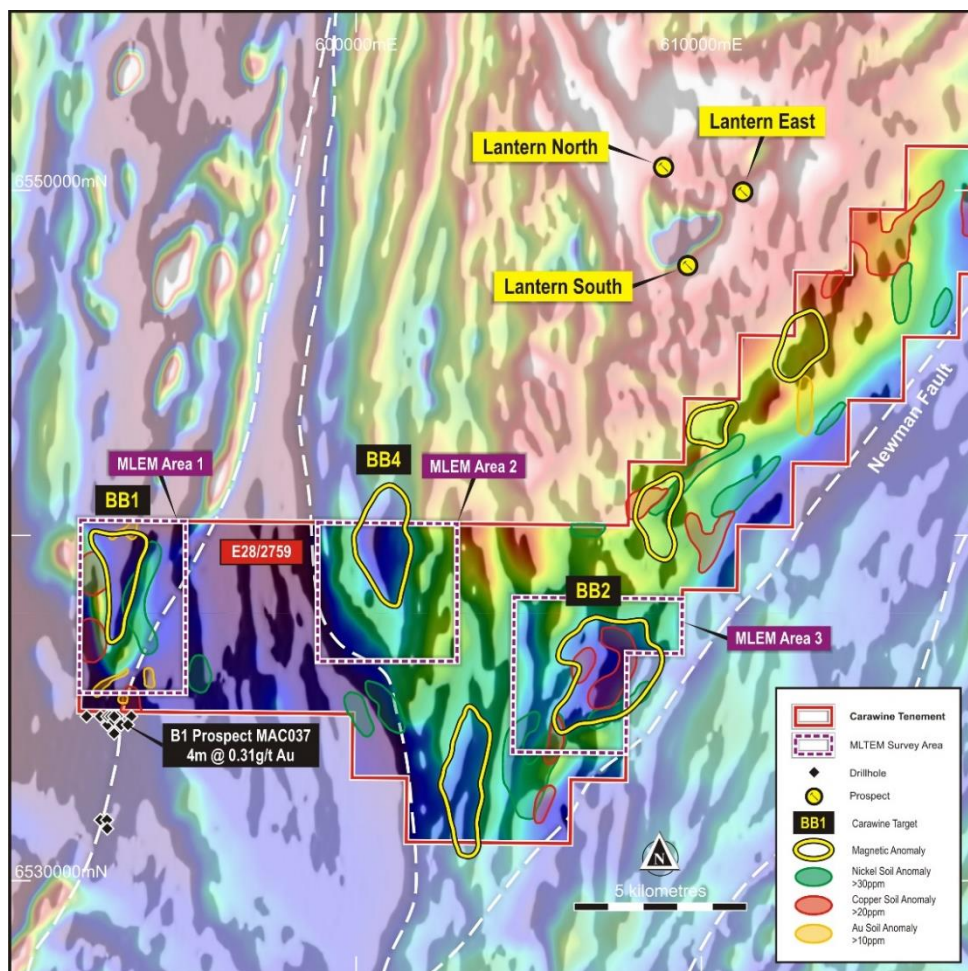 600000mE
610000mE
Lantern East
Lantern North
6550000mN
Lantern South
Newman Fault
BB4
MLEM Area 1
MLEM Area 2
BB1
E28/2759
BB2
MLEM Area 3
B1 Prospect MAC037
4m @ 0.31g/t Au
6530000mN
N
5 kilometres
Carawine Tenement
MLTEM Survey Area
Drillhole
Prospect
BB1
Carawine Target
Magnetic Anomaly
Nickel Soil Anomaly
>30ppm
Copper Soil Anomaly
>20ppm
Au Soil Anomaly
>10ppm